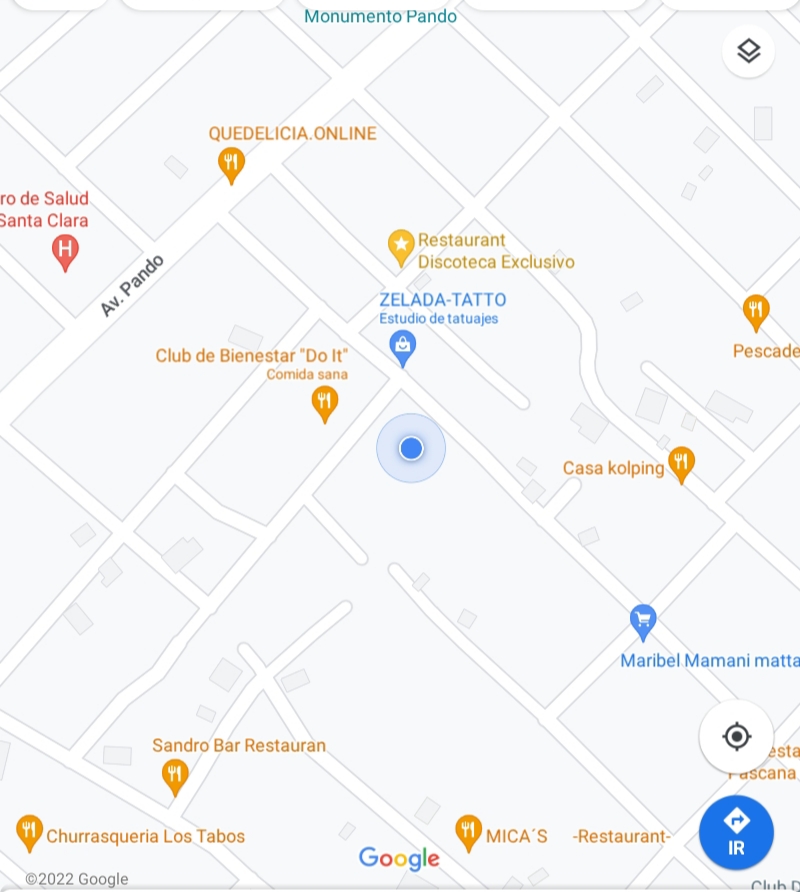 Monumento Pando
QUEDELICIA.ONLINE
ro de Salud
Santa Clara
H
Av. Pando
Restaurant
Discoteca Exclusivo
ZELADA-TATTO
Estudio de tatuajes
Club de Bienestar "Do It"
Comida sana
Pescade
Casa kolping
Maribel Mamani matta
Sandro Bar Restauran
esta
Pascana
Churrasqueria Los Tabos
MICA´S -Restaurant-
IR
Google
©2022 Google
Club D